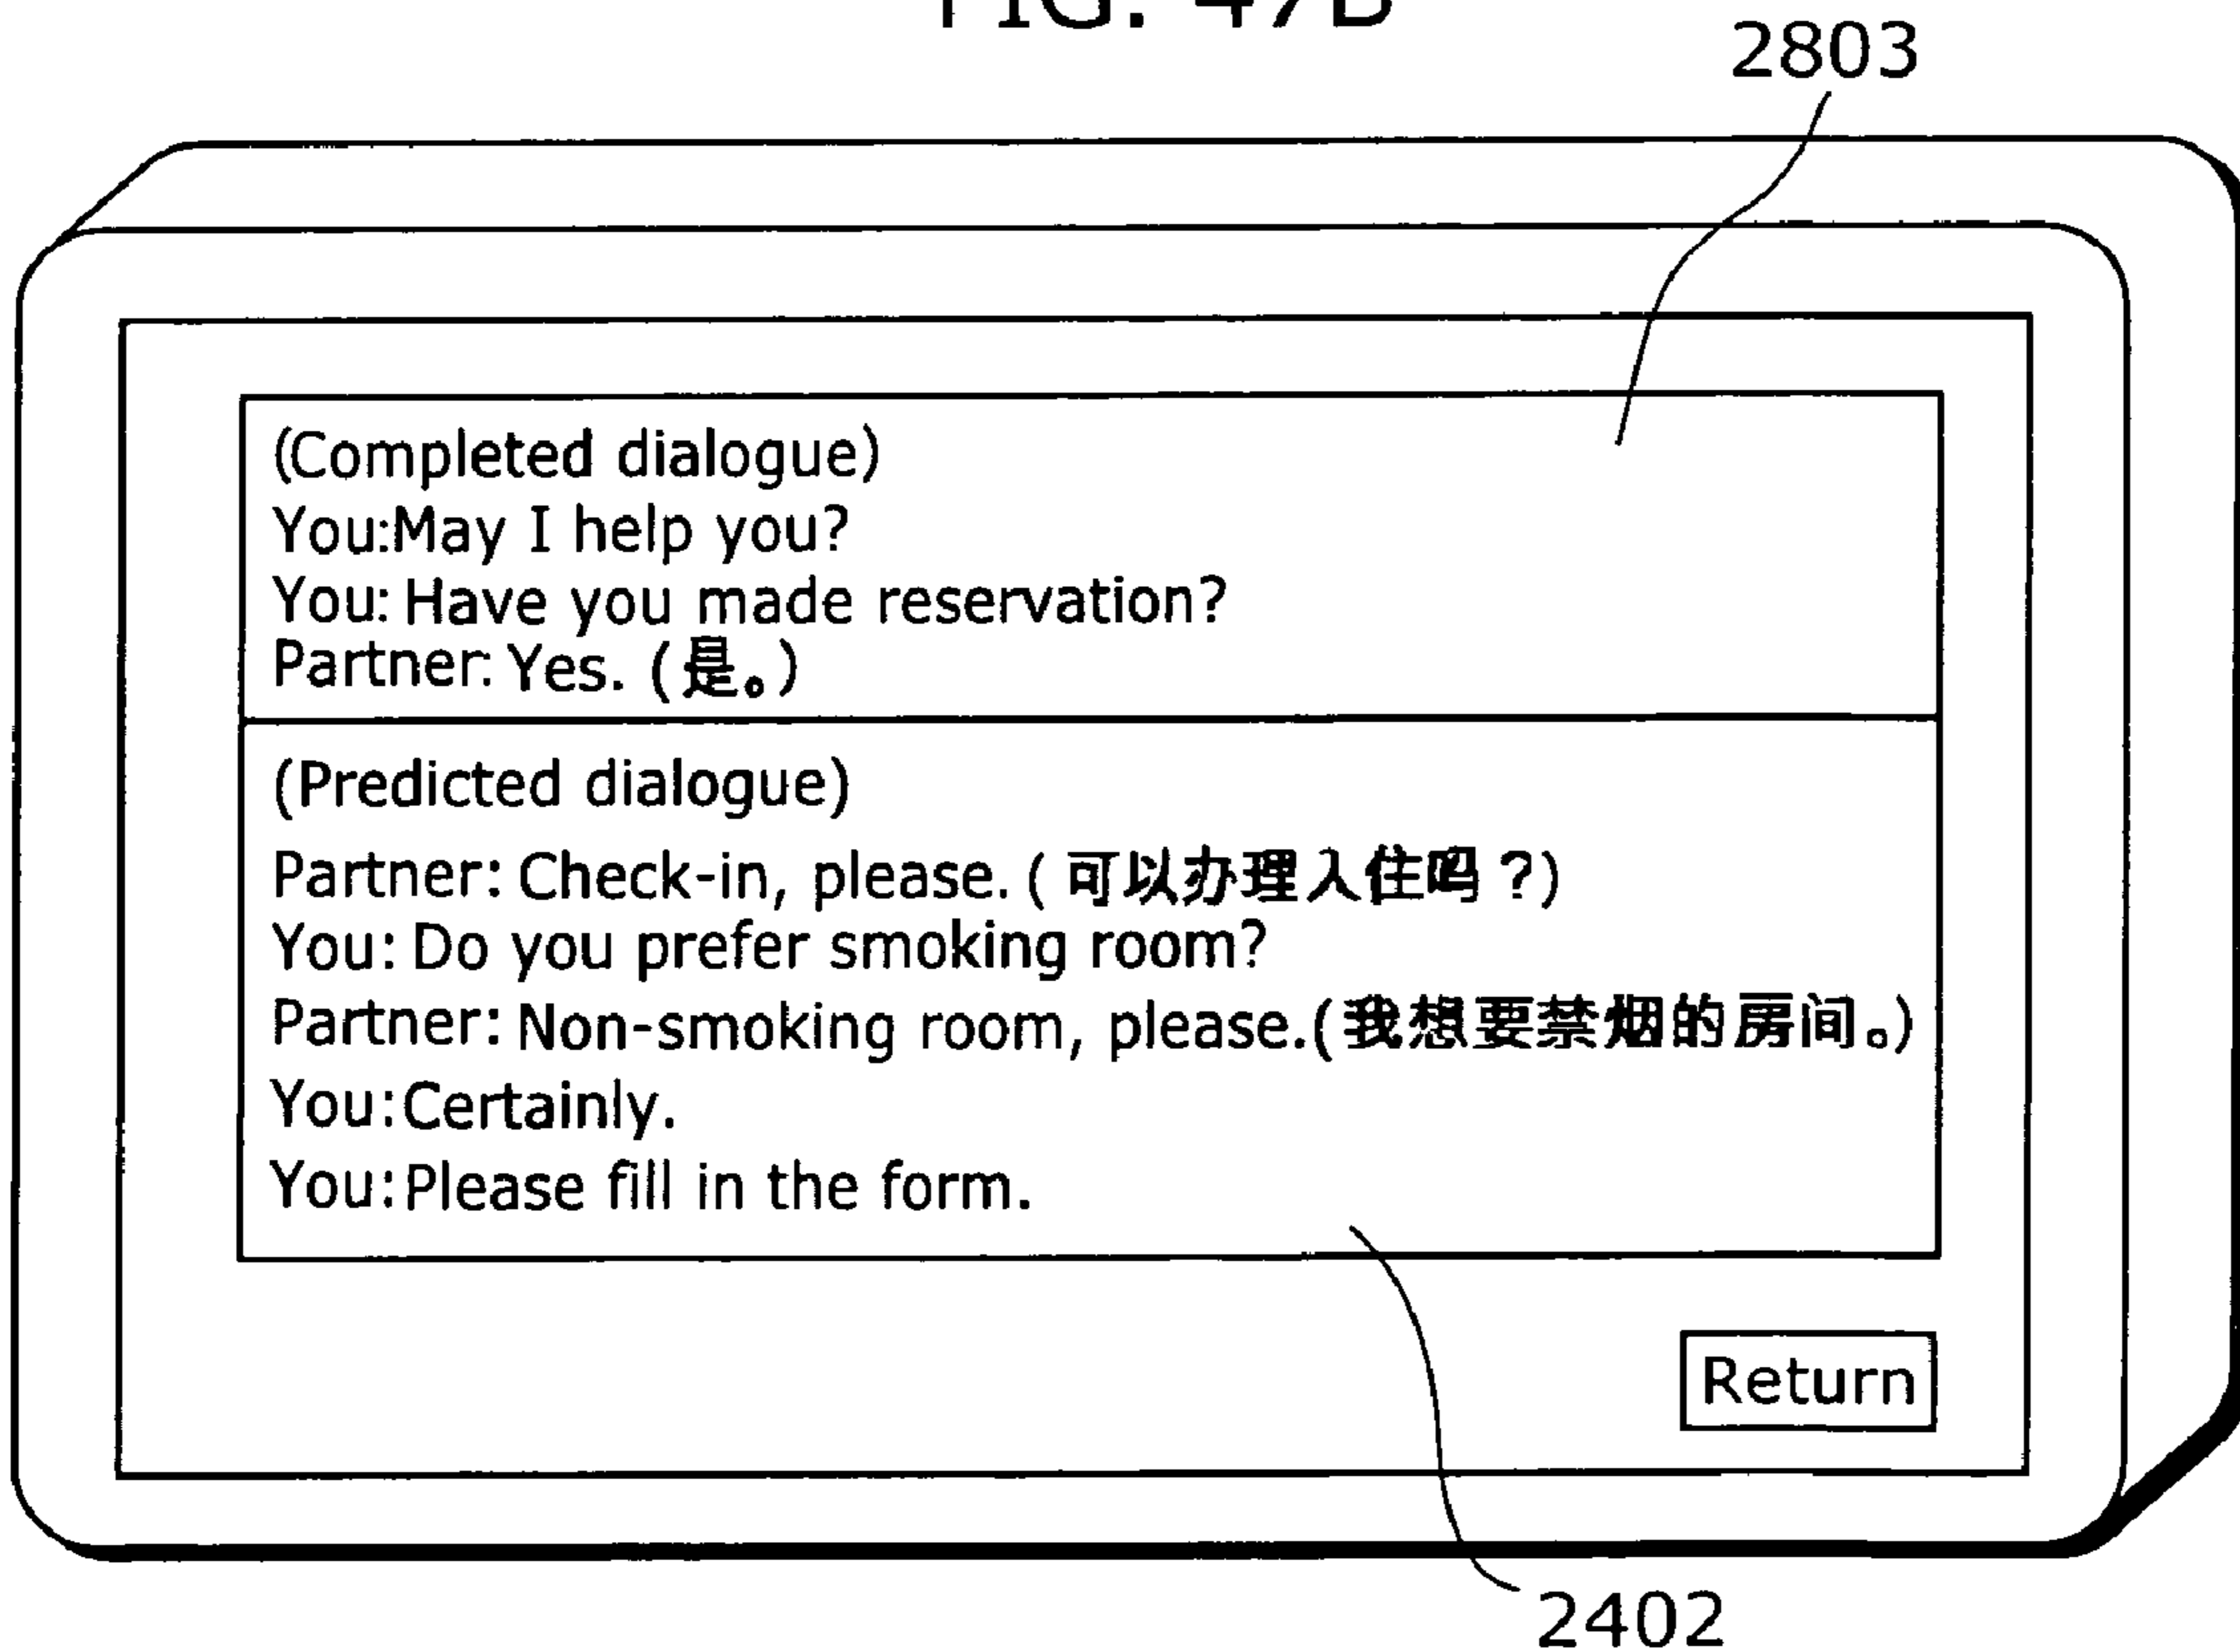 FIG. 47B
2803
(Completed dialogue)
You:May I help you?
You: Have you made reservation?
Partner: Yes. (是。)
(Predicted dialogue)
Partner: Check-in, please. ( 可以办理入住吗 ?)
You: Do you prefer smoking room?
Partner: Non-smoking room, please.(我想要禁烟的房间。)
You:Certainly.
You:Please fill in the form.
Return
2402